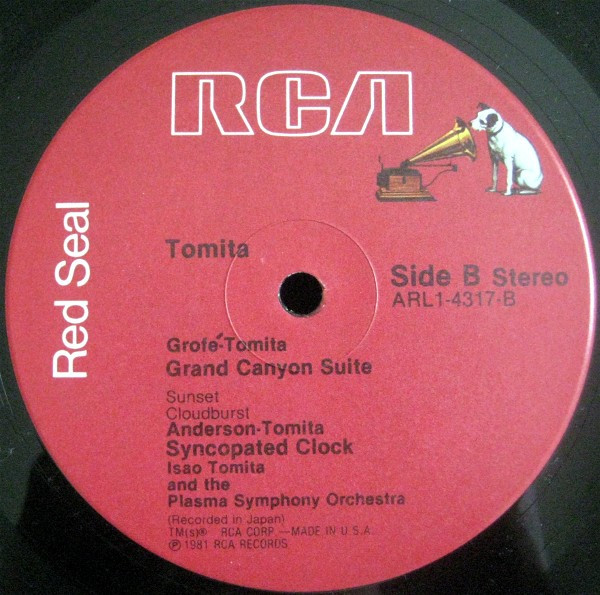 RCA
Red Seal
Tomita
Side B Stereo
ARL1-4317-B
Grofé-Tomita
Grand Canyon Suite
Sunset
Cloudburst
Anderson-Tomita
Syncopated Clock
Isao Tomita
and the
Plasma Symphony Orchestra
(Recorded in Japan)
TM(s)® RCA CORP.—MADE IN U.S.A.
℗ 1981 RCA RECORDS